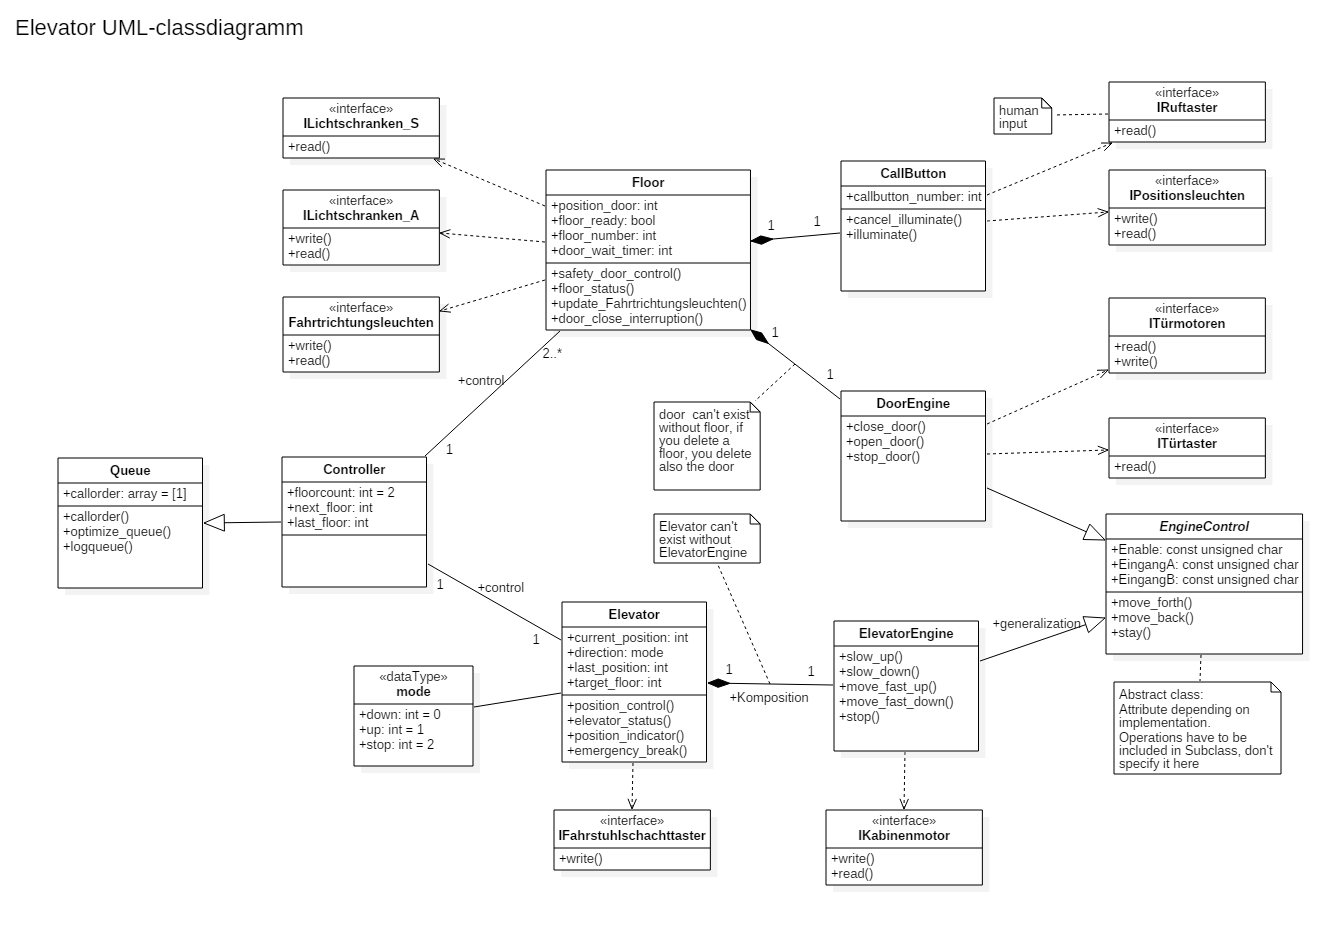 Elevator UML-classdiagramm
«interface»
ILichtschranken_S
+read()
«interface»
ILichtschranken_A
+write()
+read()
«interface»
Fahrtrichtungsleuchten
+write()
+read()
Floor
+position_door: int
+floor_ready: bool
+floor_number: int
+door_wait_timer: int
+safety_door_control()
+floor_status()
+update_Fahrtrichtungsleuchten()
+door_close_interruption()
1
1
CallButton
+callbutton_number: int
+cancel_illuminate()
+illuminate()
human
input
«interface»
IRuftaster
+read()
«interface»
IPositionsleuchten
+write()
+read()
«interface»
ITürmotoren
+read()
+write()
«interface»
ITürtaster
+read()
1
1
DoorEngine
+close_door()
+open_door()
+stop_door()
door  can't exist
without floor, if
you delete a
floor, you delete
also the door
2..*
+control
1
Queue
+callorder: array = [1]
+callorder()
+optimize_queue()
+logqueue()
Controller
+floorcount: int = 2
+next_floor: int
+last_floor: int
1
+control
1
Elevator can't
exist without
ElevatorEngine
EngineControl
+Enable: const unsigned char
+EingangA: const unsigned char
+EingangB: const unsigned char
+move_forth()
+move_back()
+stay()
+generalization
Elevator
+current_position: int
+direction: mode
+last_position: int
+target_floor: int
+position_control()
+elevator_status()
+position_indicator()
+emergency_break()
1
1
+Komposition
ElevatorEngine
+slow_up()
+slow_down()
+move_fast_up()
+move_fast_down()
+stop()
«dataType»
mode
+down: int = 0
+up: int = 1
+stop: int = 2
Abstract class:
Attribute depending on
implementation.
Operations have to be
included in Subclass, don't
specify it here
«interface»
IFahrstuhlschachttaster
+write()
«interface»
IKabinenmotor
+write()
+read()